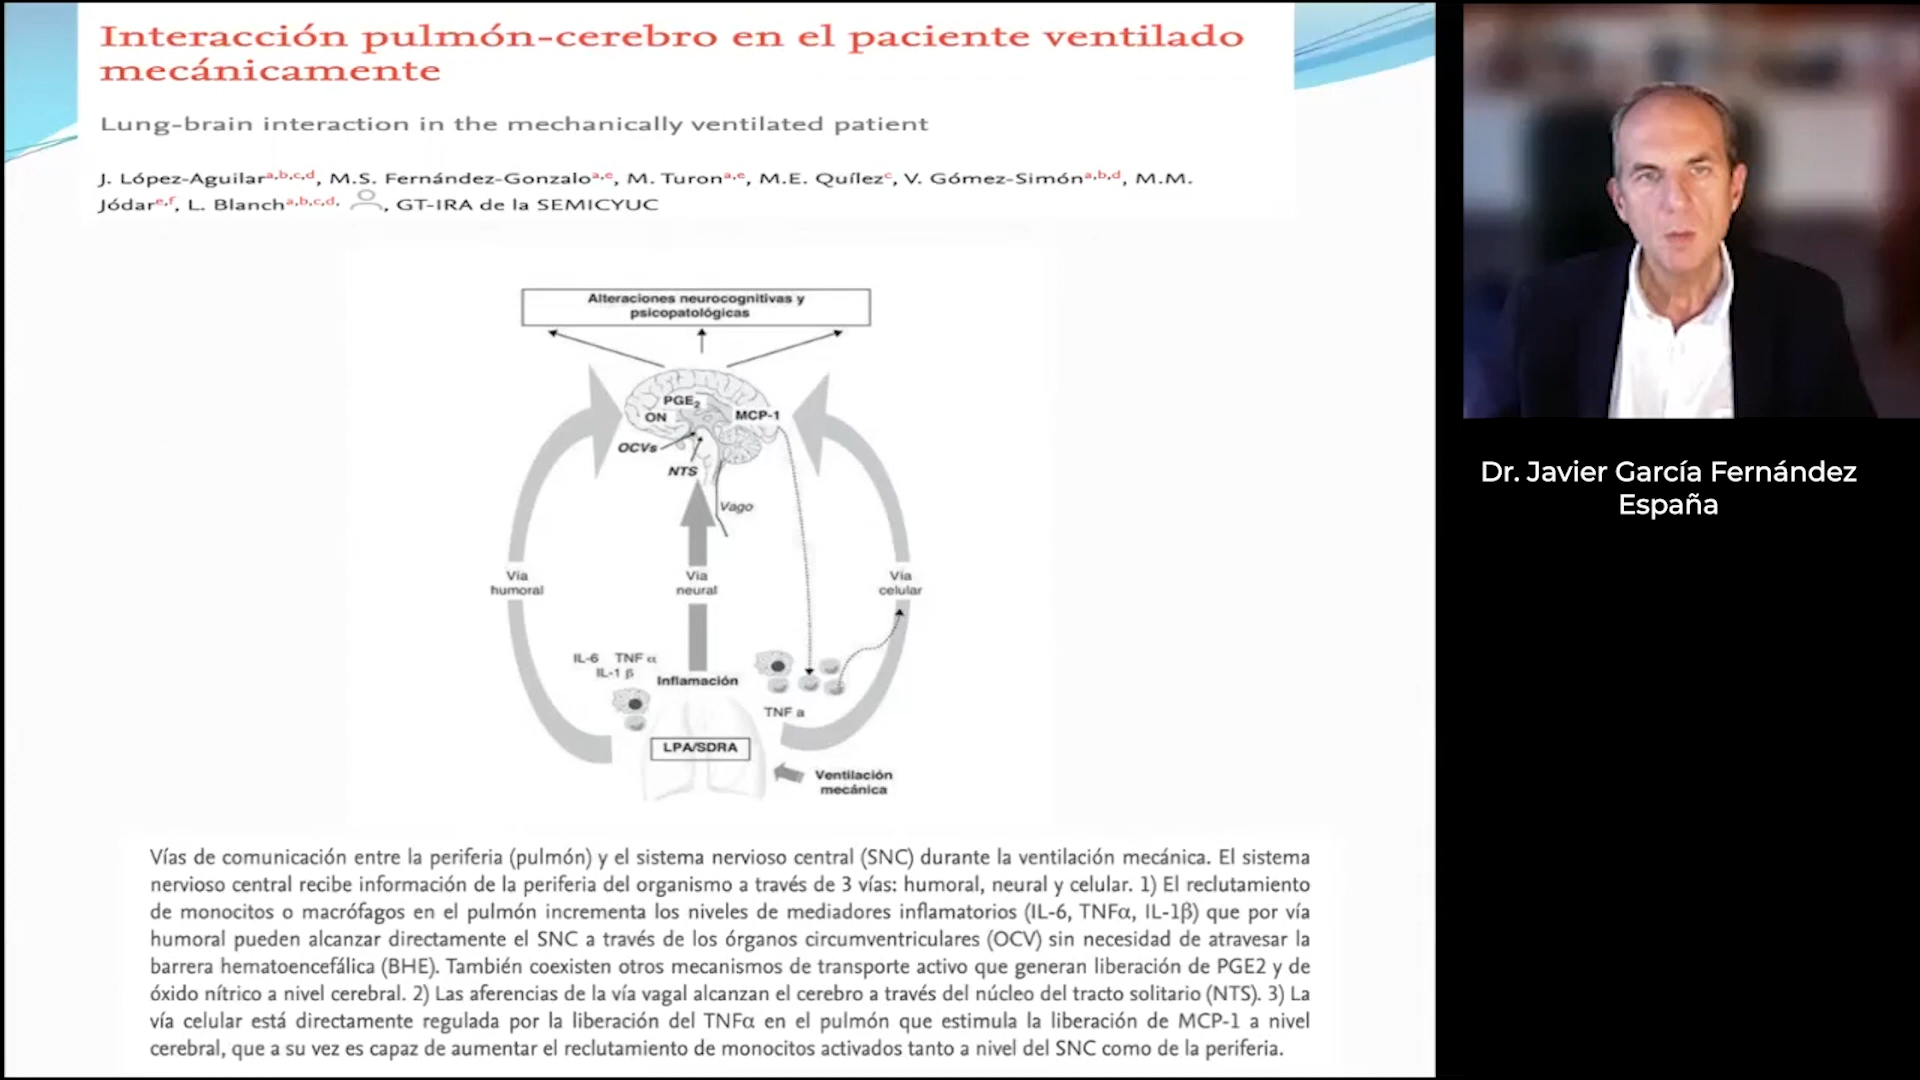 Interacción pulmón-cerebro en el paciente ventilado
mecánicamente
Lung-brain interaction in the mechanically ventilated patient
J. López-Aguilar a,b,c,d, M.S. Fernández-Gonzalo a,e, M. Turon a,e, M.E. Quílez c, V. Gómez-Simón a,b,d, M.M.
Jódar e,f, L. Blanch a,b,c,d, , GT-IRA de la SEMICYUC
Alteraciones neurocognitivas y
psicopatológicas
PGE2
ON
MCP-1
OCVs
NTS
Vago
Vía
humoral
Vía
neural
Vía
celular
IL-6 TNF α
IL-1 β
Inflamación
TNF a
LPA/SDRA
Ventilación
mecánica
Vías de comunicación entre la periferia (pulmón) y el sistema nervioso central (SNC) durante la ventilación mecánica. El sistema
nervioso central recibe información de la periferia del organismo a través de 3 vías: humoral, neural y celular. 1) El reclutamiento
de monocitos o macrófagos en el pulmón incrementa los niveles de mediadores inflamatorios (IL-6, TNFα, IL-1β) que por vía
humoral pueden alcanzar directamente el SNC a través de los órganos circumventriculares (OCV) sin necesidad de atravesar la
barrera hematoencefálica (BHE). También coexisten otros mecanismos de transporte activo que generan liberación de PGE2 y de
óxido nítrico a nivel cerebral. 2) Las aferencias de la vía vagal alcanzan el cerebro a través del núcleo del tracto solitario (NTS). 3) La
vía celular está directamente regulada por la liberación del TNFα en el pulmón que estimula la liberación de MCP-1 a nivel
cerebral, que a su vez es capaz de aumentar el reclutamiento de monocitos activados tanto a nivel del SNC como de la periferia.
Dr. Javier García Fernández
España